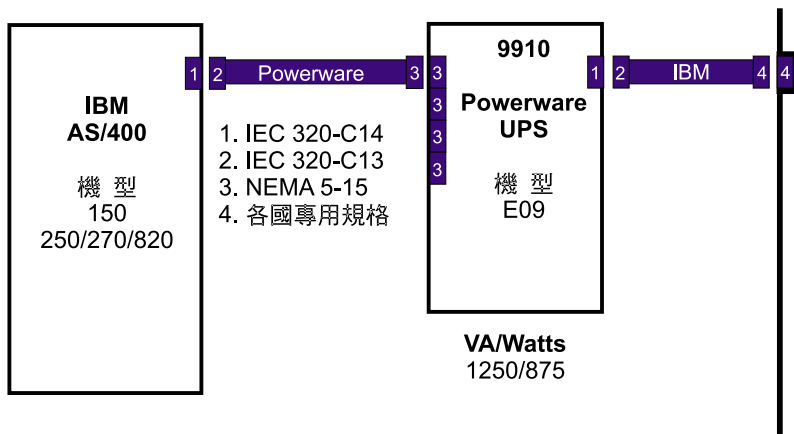 IBM
AS/400
機 型
150
250/270/820
1 2 Powerware 3 3
3
3
3
1. IEC 320-C14
2. IEC 320-C13
3. NEMA 5-15
4. 各國專用規格
9910
Powerware
UPS
機 型
E09
1 2 IBM 4 4
VA/Watts
1250/875